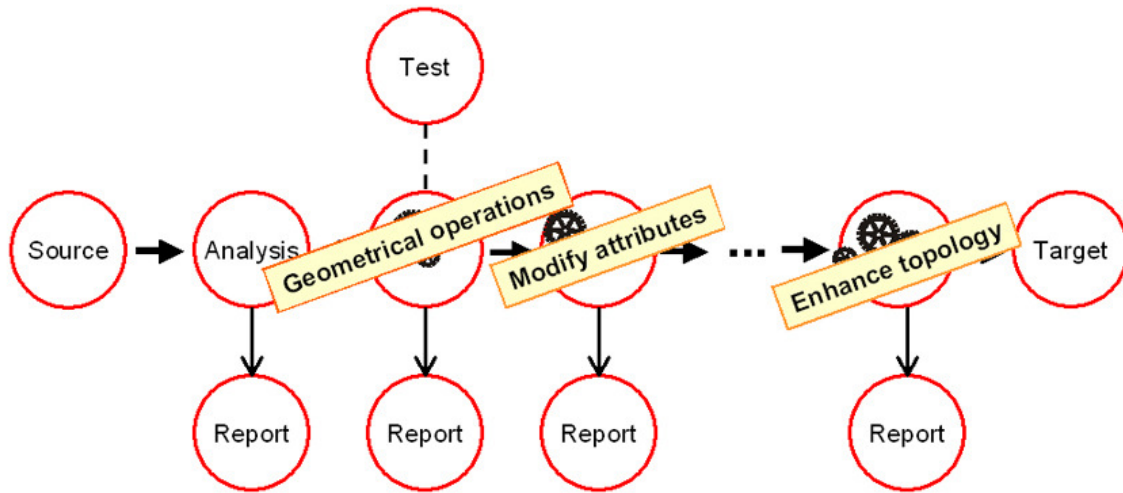 Test
Source
Analysis
Geometrical operations
Modify attributes
...
Enhance topology
Target
Report
Report
Report
Report